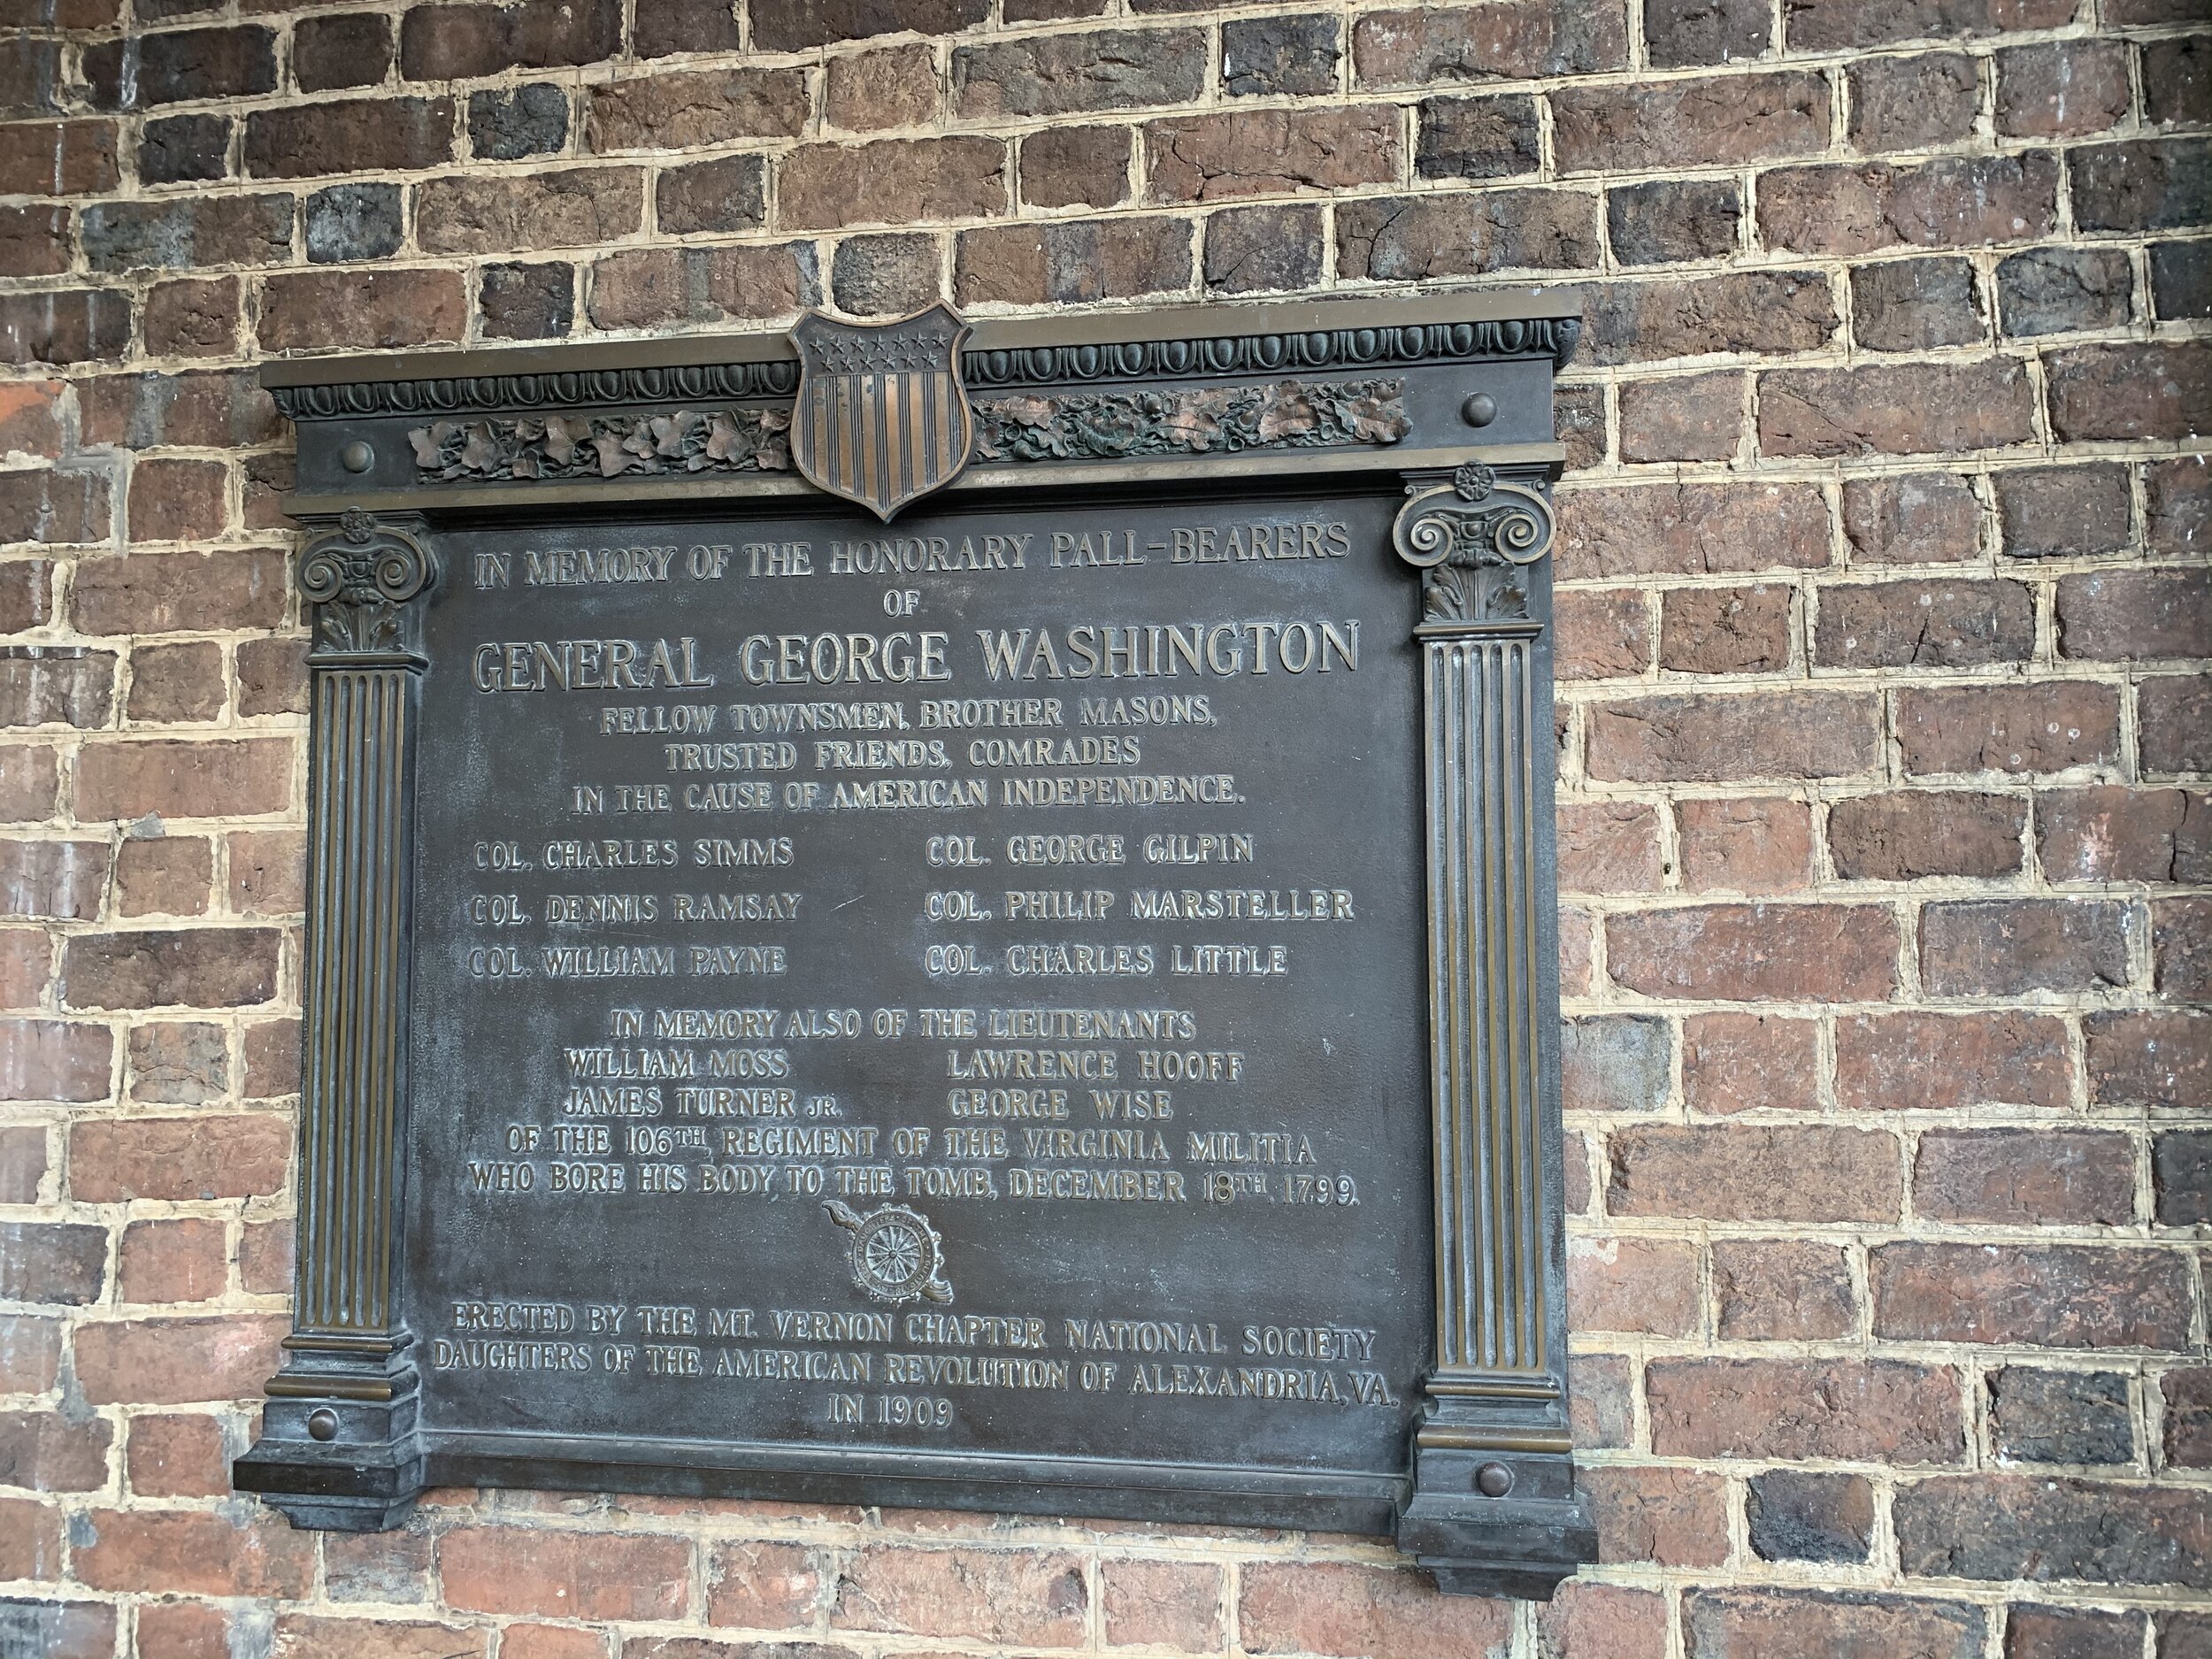 IN MEMORY OF THE HONORARY PALL-BEARERS
OF
GENERAL GEORGE WASHINGTON
FELLOW TOWNSMEN, BROTHER MASONS,
TRUSTED FRIENDS, COMRADES
IN THE CAUSE OF AMERICAN INDEPENDENCE.
COL. CHARLES SIMMS COL. GEORGE GILPIN
COL. DENNIS RAMSAY COL. PHILIP MARSTELLER
COL. WILLIAM PAYNE COL. CHARLES LITTLE
IN MEMORY ALSO OF THE LIEUTENANTS
WILLIAM MOSS LAWRENCE HOOFF
JAMES TURNER JR. GEORGE WISE
OF THE 106TH, REGIMENT OF THE VIRGINIA MILITIA
WHO BORE HIS BODY TO THE TOMB, DECEMBER 18TH, 1799.
ERECTED BY THE MT. VERNON CHAPTER NATIONAL SOCIETY
DAUGHTERS OF THE AMERICAN REVOLUTION OF ALEXANDRIA, VA.
IN 1909